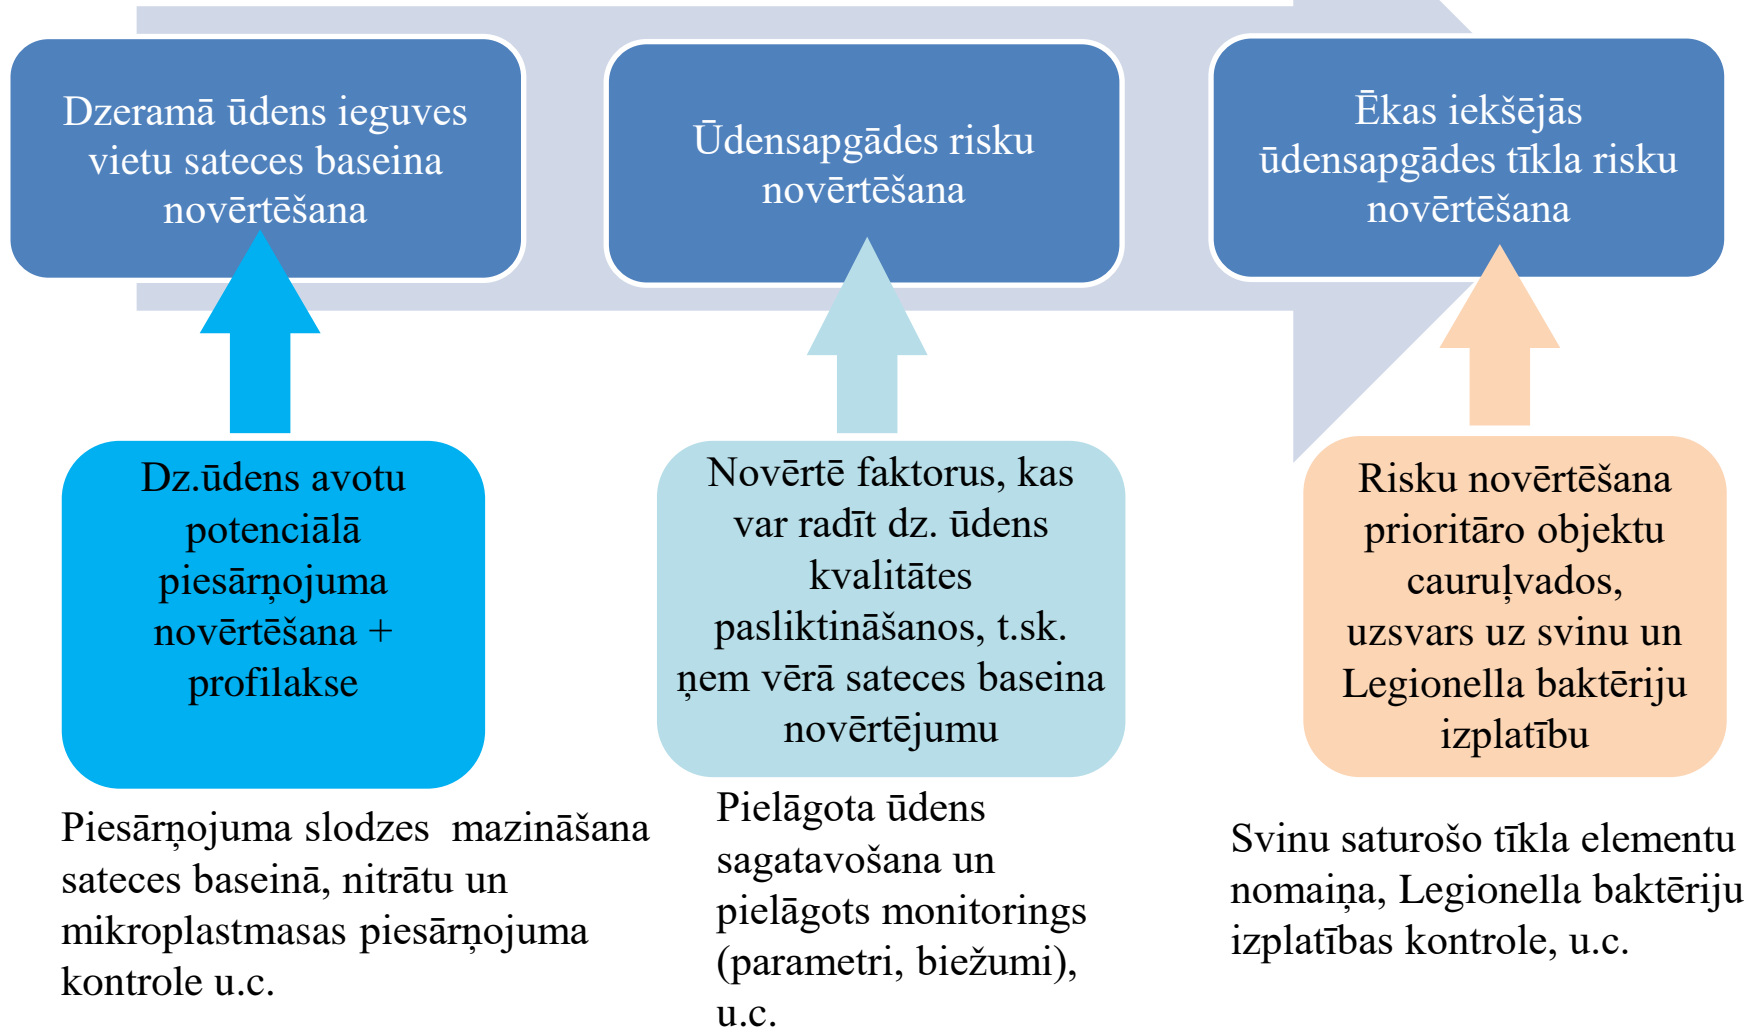 Dzeramā ūdens ieguves
vietu sateces baseina
novērtēšana
Ūdensapgādes risku
novērtēšana
Ēkas iekšējās
ūdensapgādes tīkla risku
novērtēšana
Dz.ūdens avotu
potenciālā
piesārņojuma
novērtēšana +
profilakse
Novērtē faktorus, kas
var radīt dz. ūdens
kvalitātes
pasliktināšanos, t.sk.
ņem vērā sateces baseina
novērtējumu
Risku novērtēšana
prioritāro objektu
cauruļvados,
uzsvars uz svinu un
Legionella baktēriju
izplatību
Piesārņojuma slodzes  mazināšana
sateces baseinā, nitrātu un
mikroplastmasas piesārņojuma
kontrole u.c.
Pielāgota ūdens
sagatavošana un
pielāgots monitorings
(parametri, biežumi),
u.c.
Svinu saturošo tīkla elementu
nomaiņa, Legionella baktēriju
izplatības kontrole, u.c.